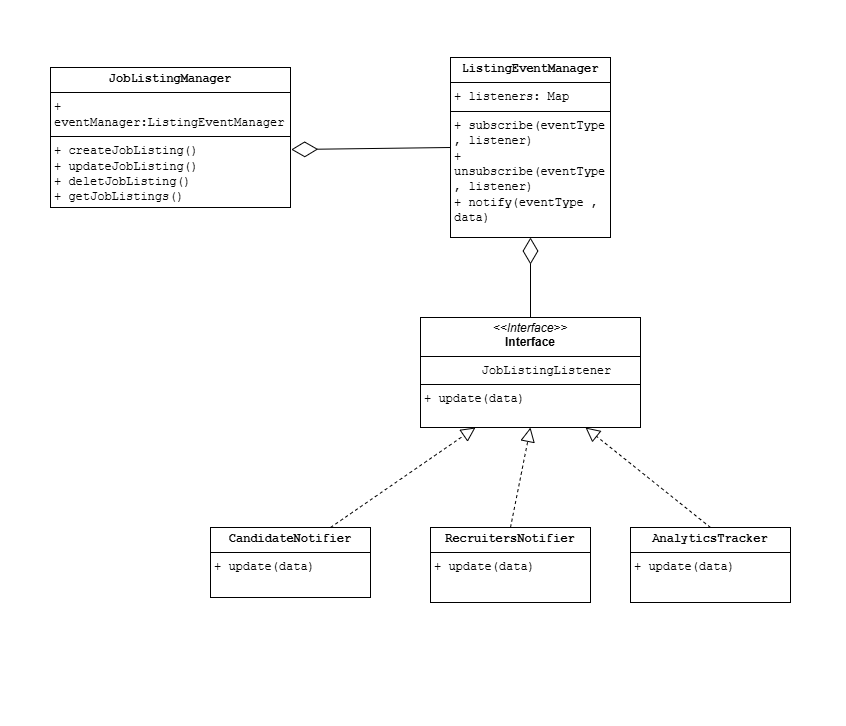 JobListingManager
+
eventManager:ListingEventManager
+ createJobListing()
+ updateJobListing()
+ deletJobListing()
+ getJobListings()
ListingEventManager
+ listeners: Map
+ subscribe(eventType
, listener)
+
unsubscribe(eventType
, listener)
+ notify(eventType ,
data)
<<Interface>>
Interface
JobListingListener
+ update(data)
CandidateNotifier
+ update(data)
RecruitersNotifier
+ update(data)
AnalyticsTracker
+ update(data)